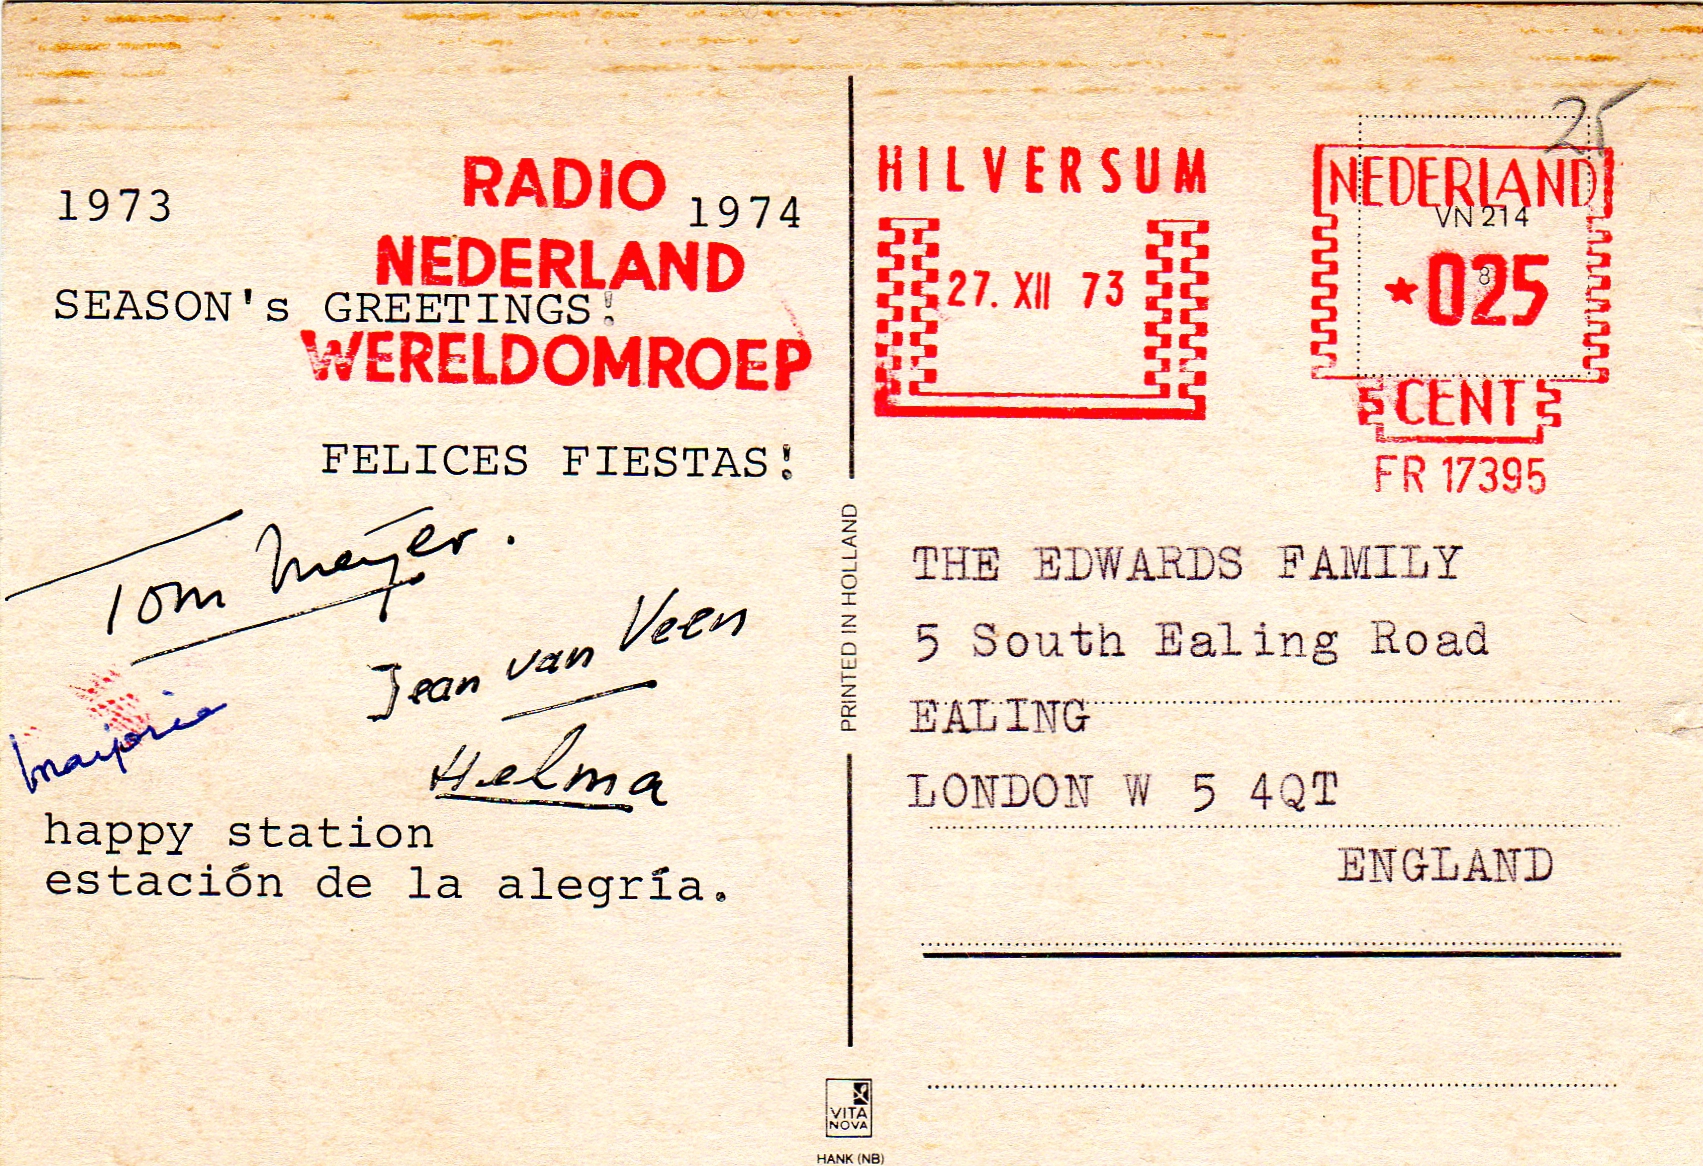 1973
RADIO
1974
NEDERLAND
SEASON's GREETINGS!
WERELDOMROEP
FELICES FIESTAS!
Tom Meyer.
Jean van Veen
marjorie
Helma
happy station
estación de la alegría.
PRINTED IN HOLLAND
VITA
NOVA
HANK (NB)
HILVERSUM
27. XII 73
25
NEDERLAND
VN 214
8
*025
CENT
FR 17395
THE EDWARDS FAMILY
5 South Ealing Road
EALING
LONDON W 5 4QT
ENGLAND